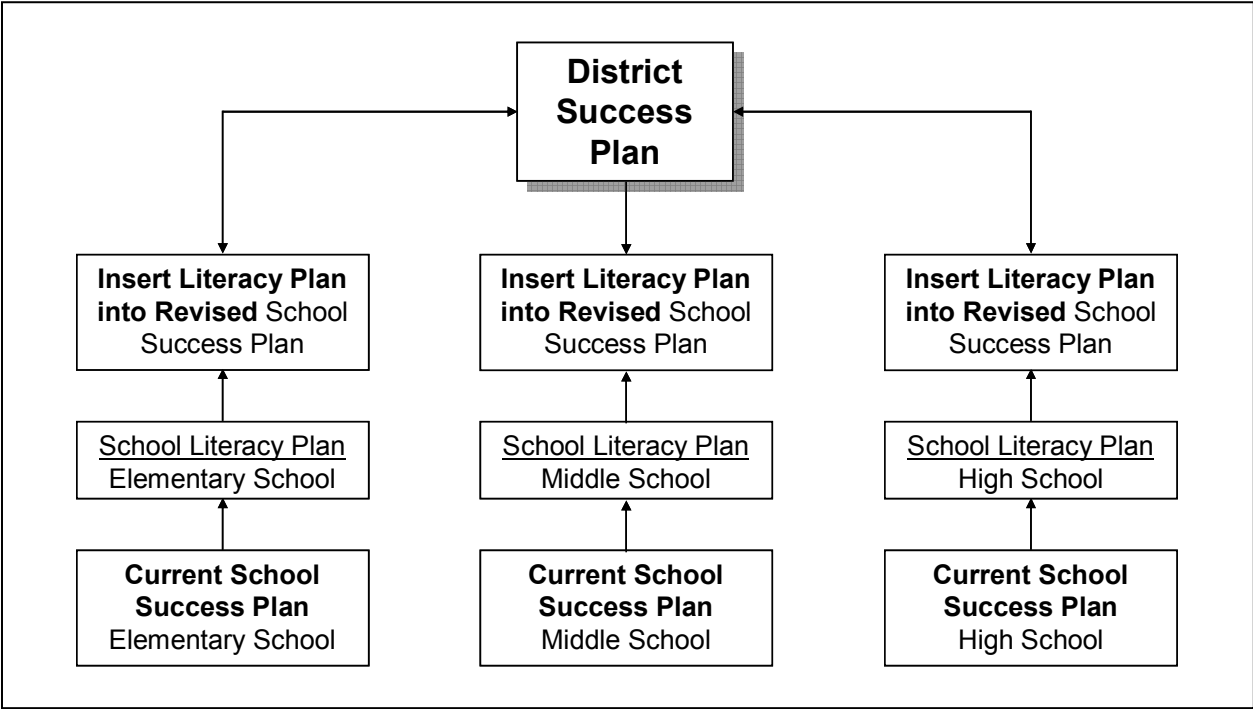 District
Success
Plan
Insert Literacy Plan
into Revised School
Success Plan
Insert Literacy Plan
into Revised School
Success Plan
Insert Literacy Plan
into Revised School
Success Plan
School Literacy Plan
Elementary School
School Literacy Plan
Middle School
School Literacy Plan
High School
Current School
Success Plan
Elementary School
Current School
Success Plan
Middle School
Current School
Success Plan
High School